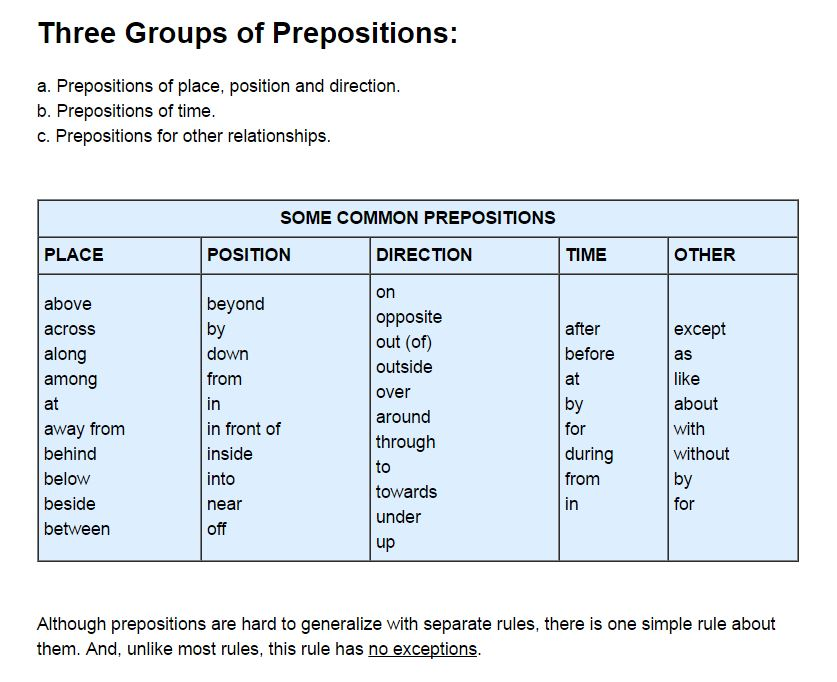 Three Groups of Prepositions:
a. Prepositions of place, position and direction.
b. Prepositions of time.
c. Prepositions for other relationships.
SOME COMMON PREPOSITIONS
PLACE
POSITION
DIRECTION
TIME
OTHER
above
across
along
among
at
away from
behind
below
beside
between
beyond
by
down
from
in
in front of
inside
into
near
off
on
opposite
out (of)
outside
over
around
through
to
towards
under
up
after
before
at
by
for
during
from
in
except
as
like
about
with
without
by
for
Although prepositions are hard to generalize with separate rules, there is one simple rule about
them. And, unlike most rules, this rule has no exceptions.